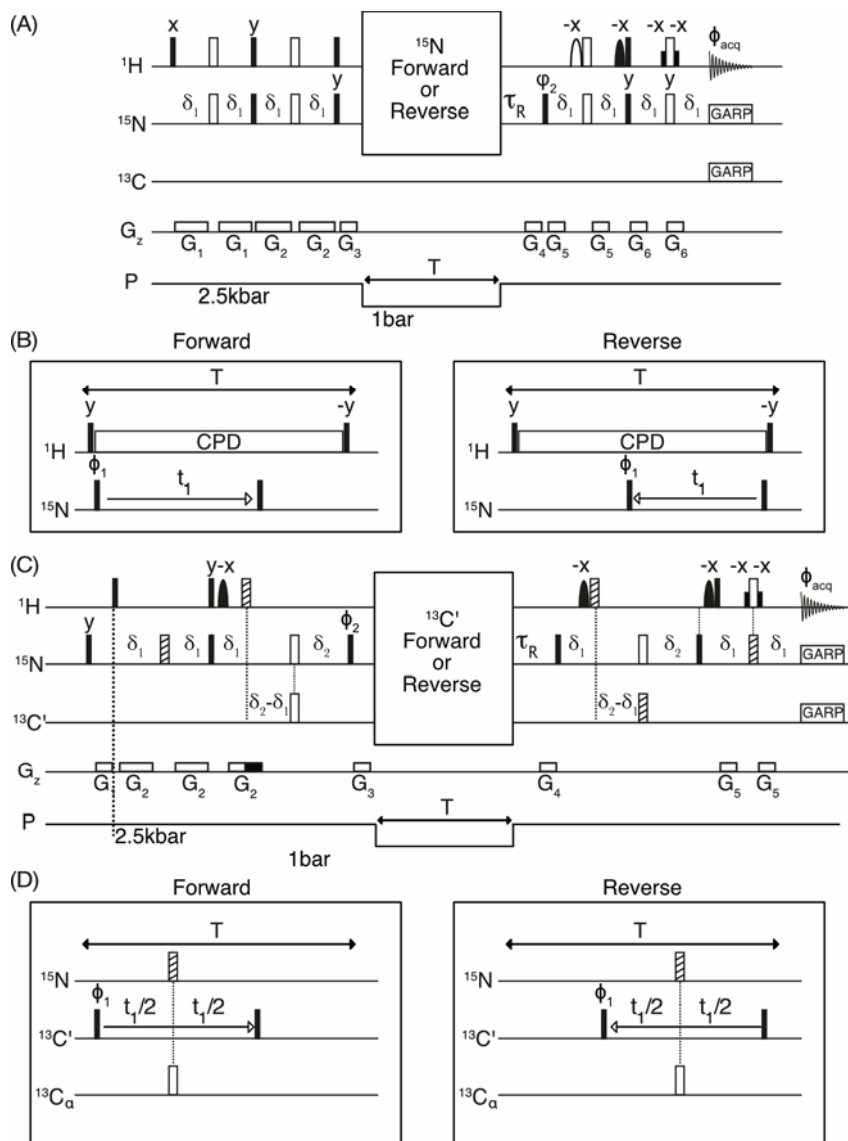 (A)
x y -x -x -x -x ϕacq
¹H
¹⁵N Forward or Reverse
y τR φ₂ y y
¹⁵N δ₁ δ₁ δ₁ δ₁ δ₁ δ₁ δ₁ δ₁ GARP
¹³C GARP
Gz G₁ G₁ G₂ G₂ G₃ G₄ G₅ G₅ G₆ G₆
T
P 2.5kbar 1bar
(B)
Forward
T
y -y
¹H CPD
ϕ₁
¹⁵N t₁
Reverse
T
y -y
¹H CPD
ϕ₁
¹⁵N t₁
(C)
y -x -x -x -x -x ϕacq
¹H
¹³C' Forward or Reverse
y ϕ₂ τR
¹⁵N δ₁ δ₁ δ₁ δ₂ δ₁ δ₂ δ₁ δ₁ GARP
¹³C' δ₂-δ₁ δ₂-δ₁ GARP
Gz G₁ G₂ G₂ G₂ G₃ G₄ G₅ G₅
T
P 2.5kbar 1bar
(D)
Forward
T
¹⁵N
ϕ₁ t₁/2 t₁/2
¹³C'
¹³Cα
Reverse
T
¹⁵N
ϕ₁ t₁/2 t₁/2
¹³C'
¹³Cα